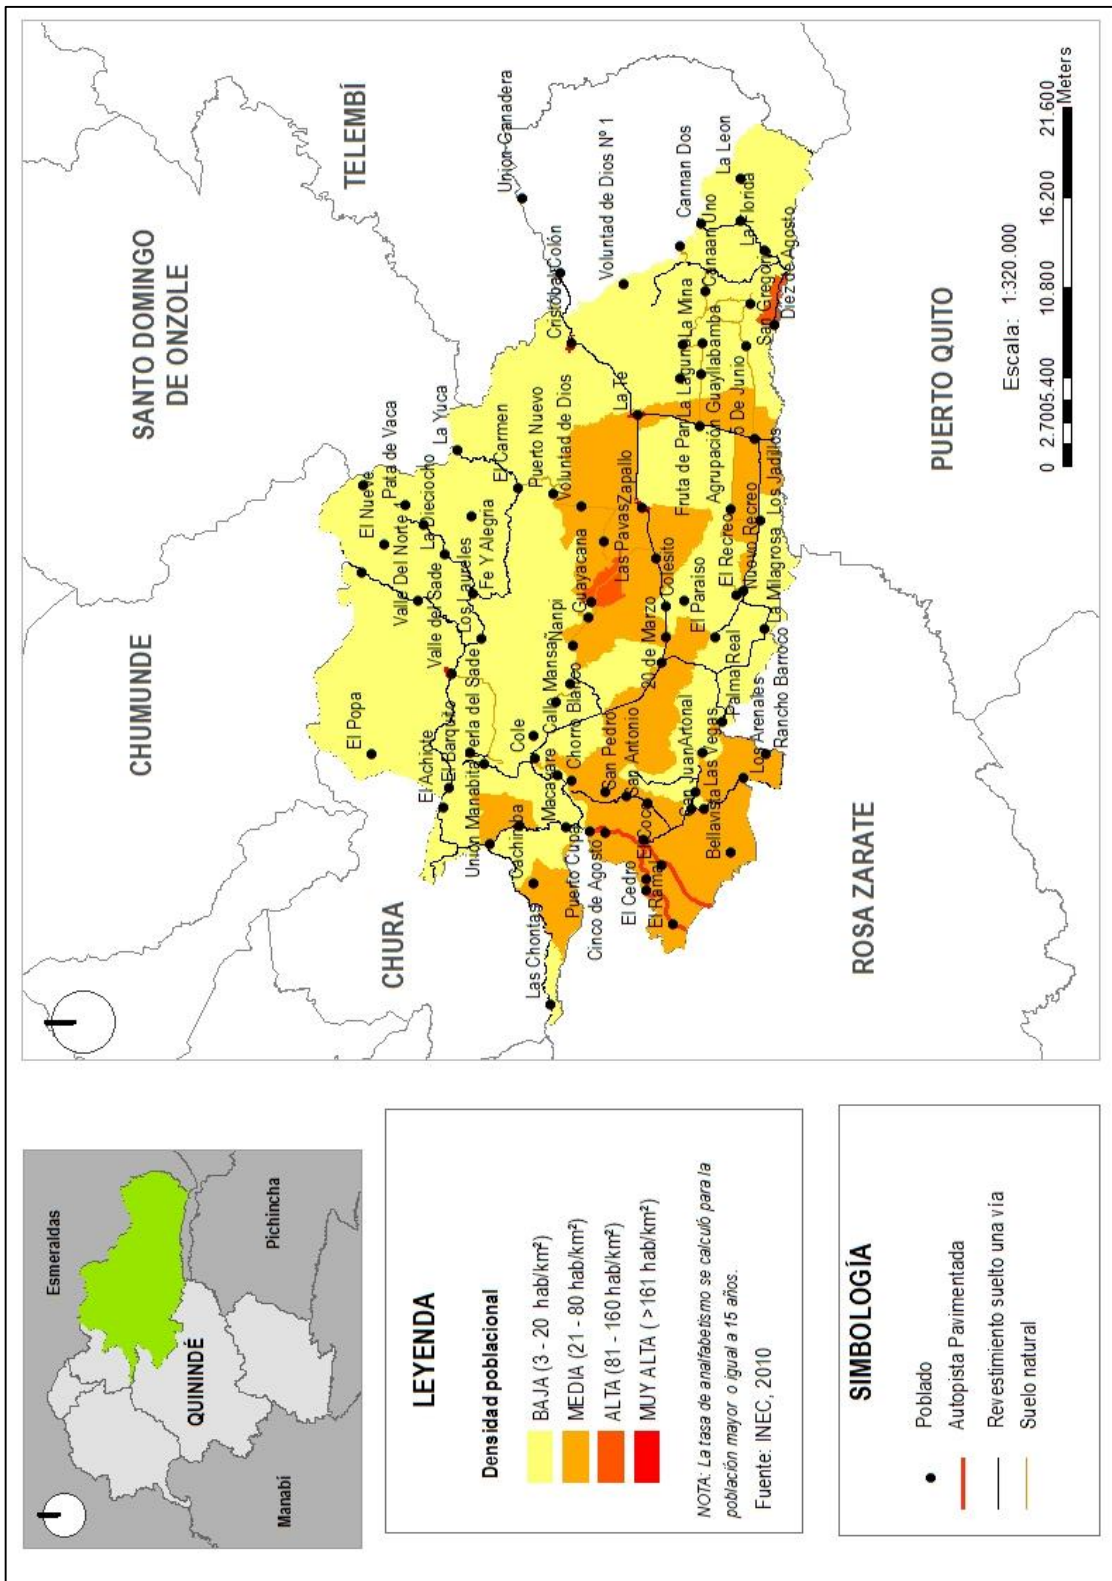 CHUMUNDE
SANTO DOMINGO
DE ONZOLE
TELEMBÍ
CHURA
ROSA ZARATE
PUERTO QUITO
El Popa
El Nueve
Pata de Vaca
Valle Del Norte
La Dieciocho
La Yuca
Valle del Sade
Los Laureles
Fe Y Alegria
El Carmen
Puerto Nuevo
Voluntad de Dios
Union Ganadera
Cristobal Colón
Voluntad de Dios Nº 1
El Achiote
El Barquito
Perla del Sade
Union Manabita
Cachimba
Las Chontas
Cole
Macacare
Calle Mansa
Chorro Blanco
Nanpi
Guayacana
Las Pavas
Zapallo
La Te
Puerto Cupa
Cinco de Agosto
San Pedro
San Antonio
El Cedro
El Ramal
El Coco
San Juan
Artonal
Las Vegas
Bellavista
20 de Marzo
Colesito
El Paraiso
Palma Real
Los Arenales
Rancho Barroco
La Milagrosa
Nuevo Recreo
El Recreo
Los Jadillos
Fruta de Pan
La Laguna
La Mina
Agrupación Guayllabamba
o De Junio
Cannan Dos
Canaan Uno
La Leon
La Florida
San Gregori
Diez de Agosto
Escala: 1:320.000
0 2.7005.400 10.800 16.200 21.600
Meters
Esmeraldas
QUININDÉ
Manabí
Pichincha
LEYENDA
Densidad poblacional
BAJA (3 - 20 hab/km²)
MEDIA (21 - 80 hab/km²)
ALTA (81 - 160 hab/km²)
MUY ALTA ( >161 hab/km²)
NOTA: La tasa de analfabetismo se calculó para la
población mayor o igual a 15 años.
Fuente: INEC, 2010
SIMBOLOGÍA
Poblado
Autopista Pavimentada
Revestimiento suelto una vía
Suelo natural